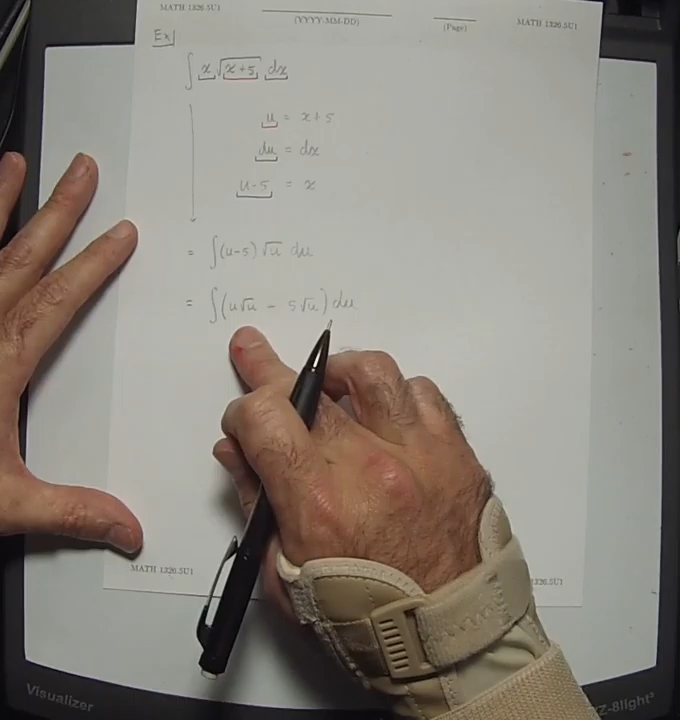 MATH 1326.5U1 (YYYY-MM-DD) (Page) MATH 1326.5U1
Ex
∫ x √x+5 dx
u = x+5
du = dx
u-5 = x
= ∫(u-5) √u du
= ∫(u√u - 5√u) du
MATH 1326.5U1
Visualizer